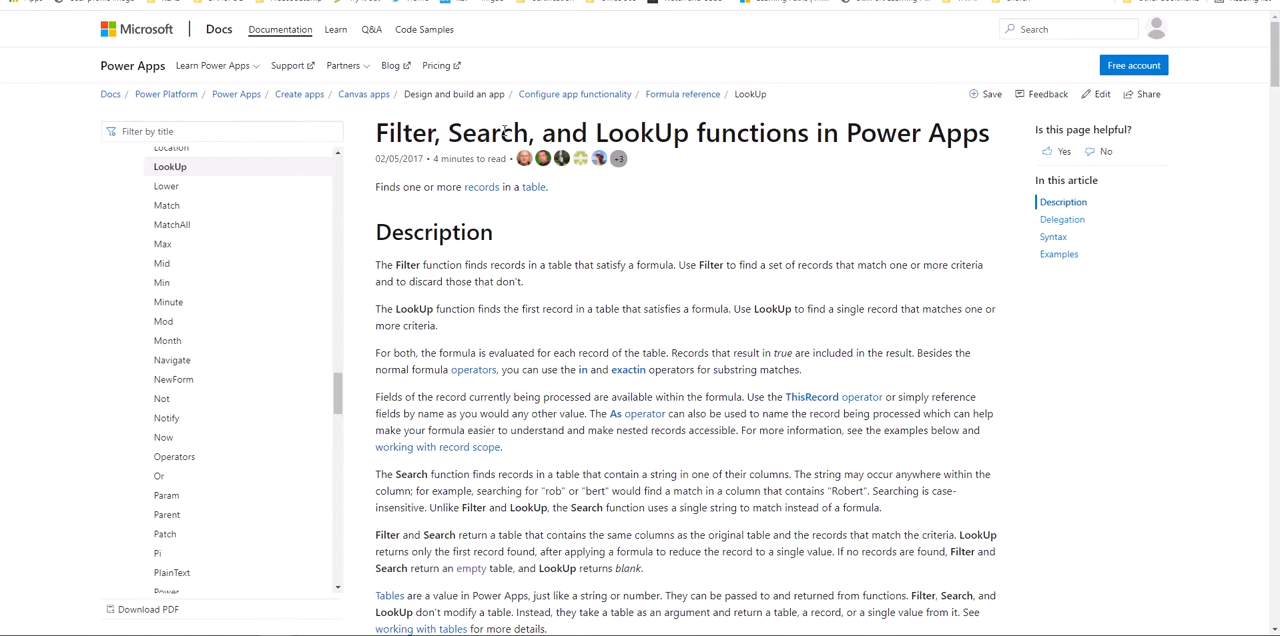 Microsoft Docs Documentation Learn Q&A Code Samples Search
Power Apps Learn Power Apps Support Partners Blog Pricing Free account
Docs / Power Platform / Power Apps / Create apps / Canvas apps / Design and build an app / Configure app functionality / Formula reference / LookUp
Save Feedback Edit Share
Filter by title
Location
LookUp
Lower
Match
MatchAll
Max
Mid
Min
Minute
Mod
Month
Navigate
NewForm
Not
Notify
Now
Operators
Or
Param
Parent
Patch
Pi
PlainText
Power
Download PDF
Filter, Search, and LookUp functions in Power Apps
02/05/2017 • 4 minutes to read • +3
Finds one or more records in a table.
Description
The Filter function finds records in a table that satisfy a formula. Use Filter to find a set of records that match one or more criteria
and to discard those that don't.
The LookUp function finds the first record in a table that satisfies a formula. Use LookUp to find a single record that matches one or
more criteria.
For both, the formula is evaluated for each record of the table. Records that result in true are included in the result. Besides the
normal formula operators, you can use the in and exactin operators for substring matches.
Fields of the record currently being processed are available within the formula. Use the ThisRecord operator or simply reference
fields by name as you would any other value. The As operator can also be used to name the record being processed which can help
make your formula easier to understand and make nested records accessible. For more information, see the examples below and
working with record scope.
The Search function finds records in a table that contain a string in one of their columns. The string may occur anywhere within the
column; for example, searching for "rob" or "bert" would find a match in a column that contains "Robert". Searching is case-
insensitive. Unlike Filter and LookUp, the Search function uses a single string to match instead of a formula.
Filter and Search return a table that contains the same columns as the original table and the records that match the criteria. LookUp
returns only the first record found, after applying a formula to reduce the record to a single value. If no records are found, Filter and
Search return an empty table, and LookUp returns blank.
Tables are a value in Power Apps, just like a string or number. They can be passed to and returned from functions. Filter, Search, and
LookUp don't modify a table. Instead, they take a table as an argument and return a table, a record, or a single value from it. See
working with tables for more details.
Is this page helpful?
Yes No
In this article
Description
Delegation
Syntax
Examples